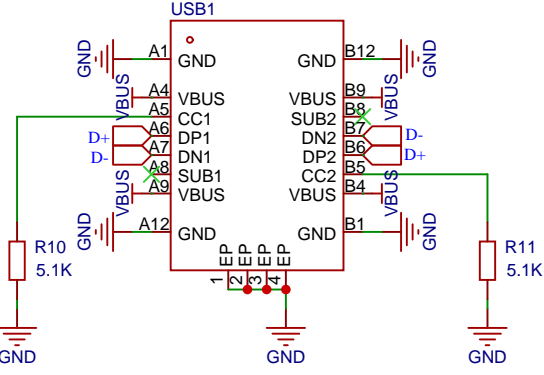 USB1
GND A1 GND GND B12 GND
VBUS A4 VBUS VBUS B9 VBUS
A5 CC1 SUB2 B8
D+ A6 DP1 DN2 B7 D-
D- A7 DN1 DP2 B6 D+
A8 SUB1 CC2 B5
VBUS A9 VBUS VBUS B4 VBUS
GND A12 GND GND B1 GND
R10 EP EP EP EP R11
5.1K 1 2 3 4 5.1K
GND GND GND